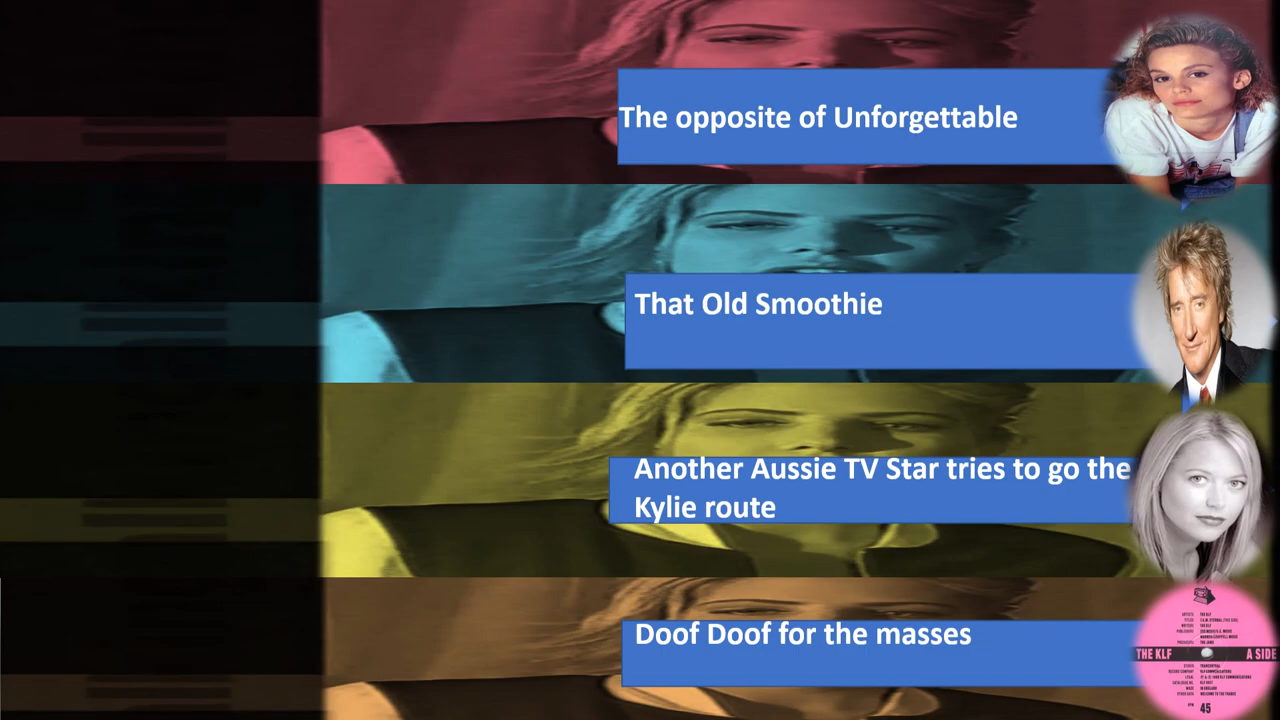 The opposite of Unforgettable
That Old Smoothie
Another Aussie TV Star tries to go the
Kylie route
Doof Doof for the masses
THE KLF
A SIDE
45